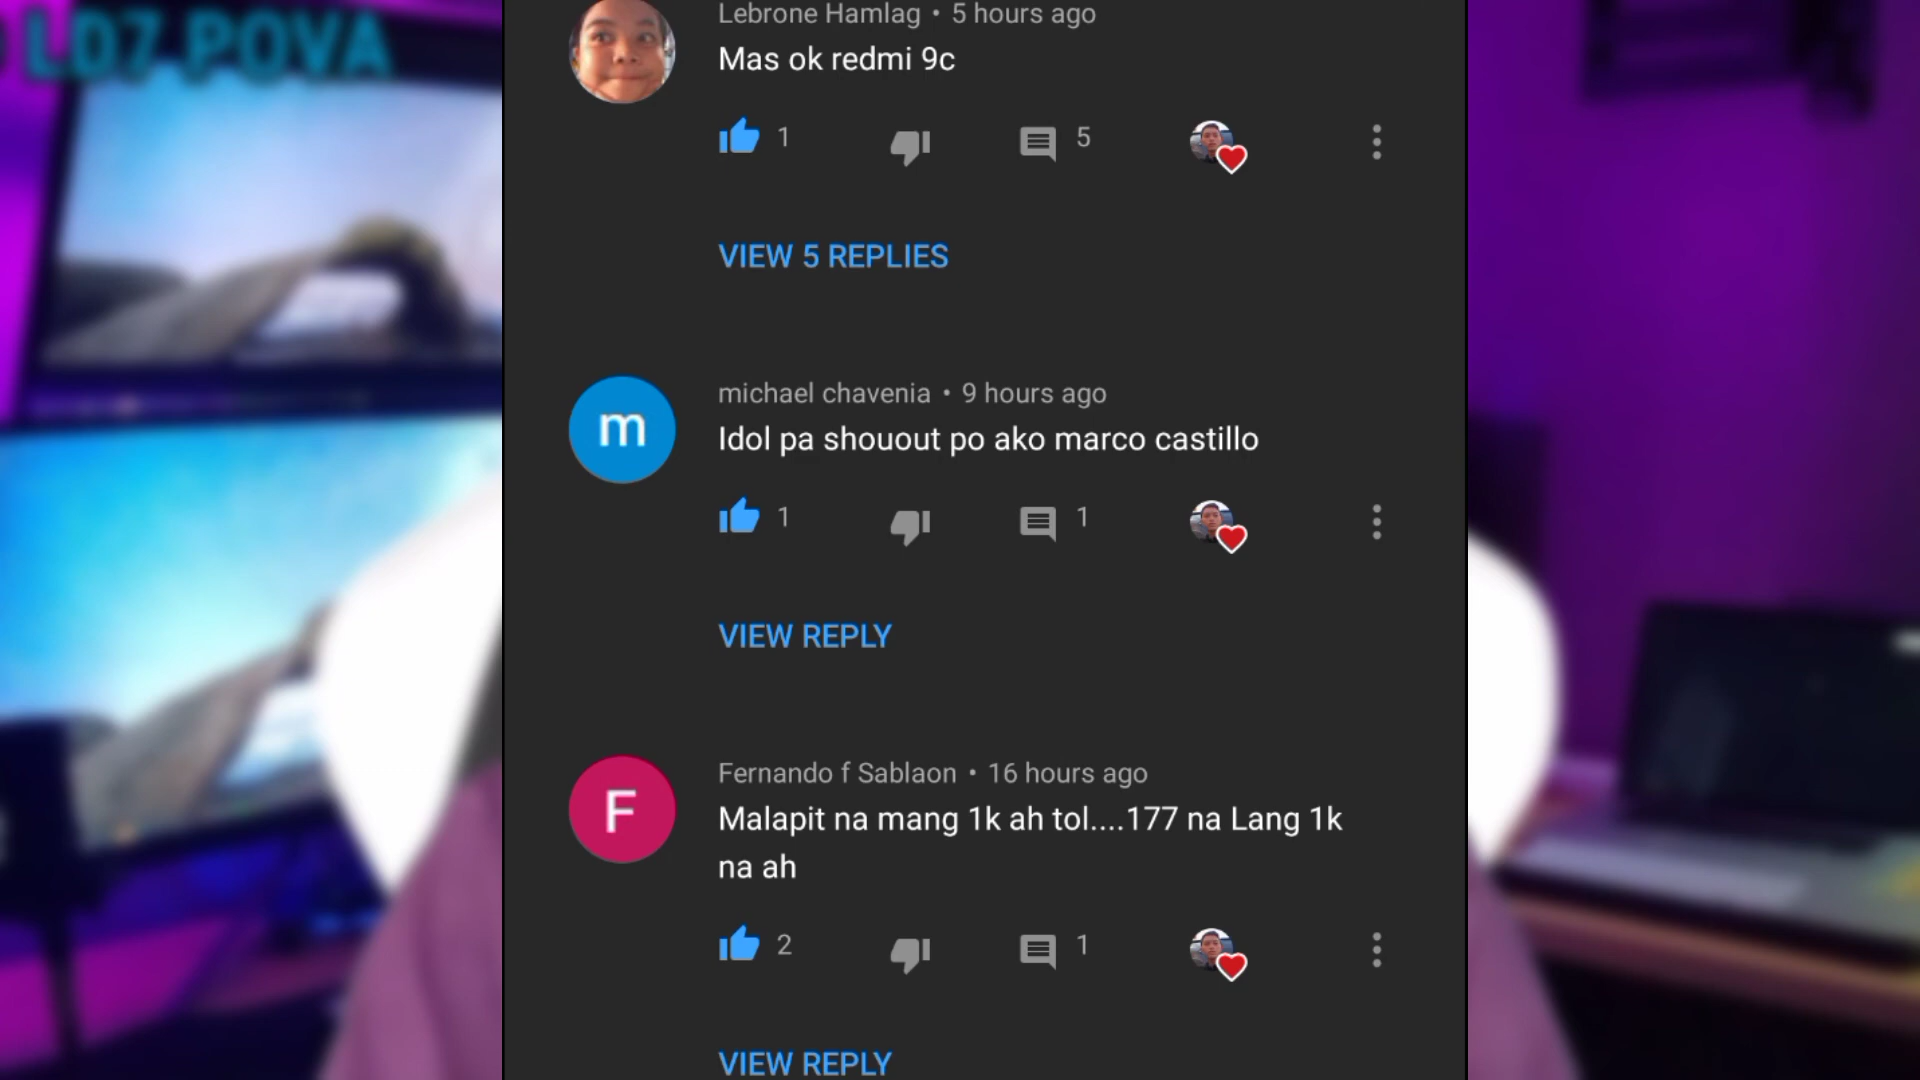 L07 POVA
Lebrone Hamlag • 5 hours ago
Mas ok redmi 9c
1
5
VIEW 5 REPLIES
m
michael chavenia • 9 hours ago
Idol pa shouout po ako marco castillo
1
1
VIEW REPLY
F
Fernando f Sablaon • 16 hours ago
Malapit na mang 1k ah tol....177 na Lang 1k
na ah
2
1
VIEW REPLY